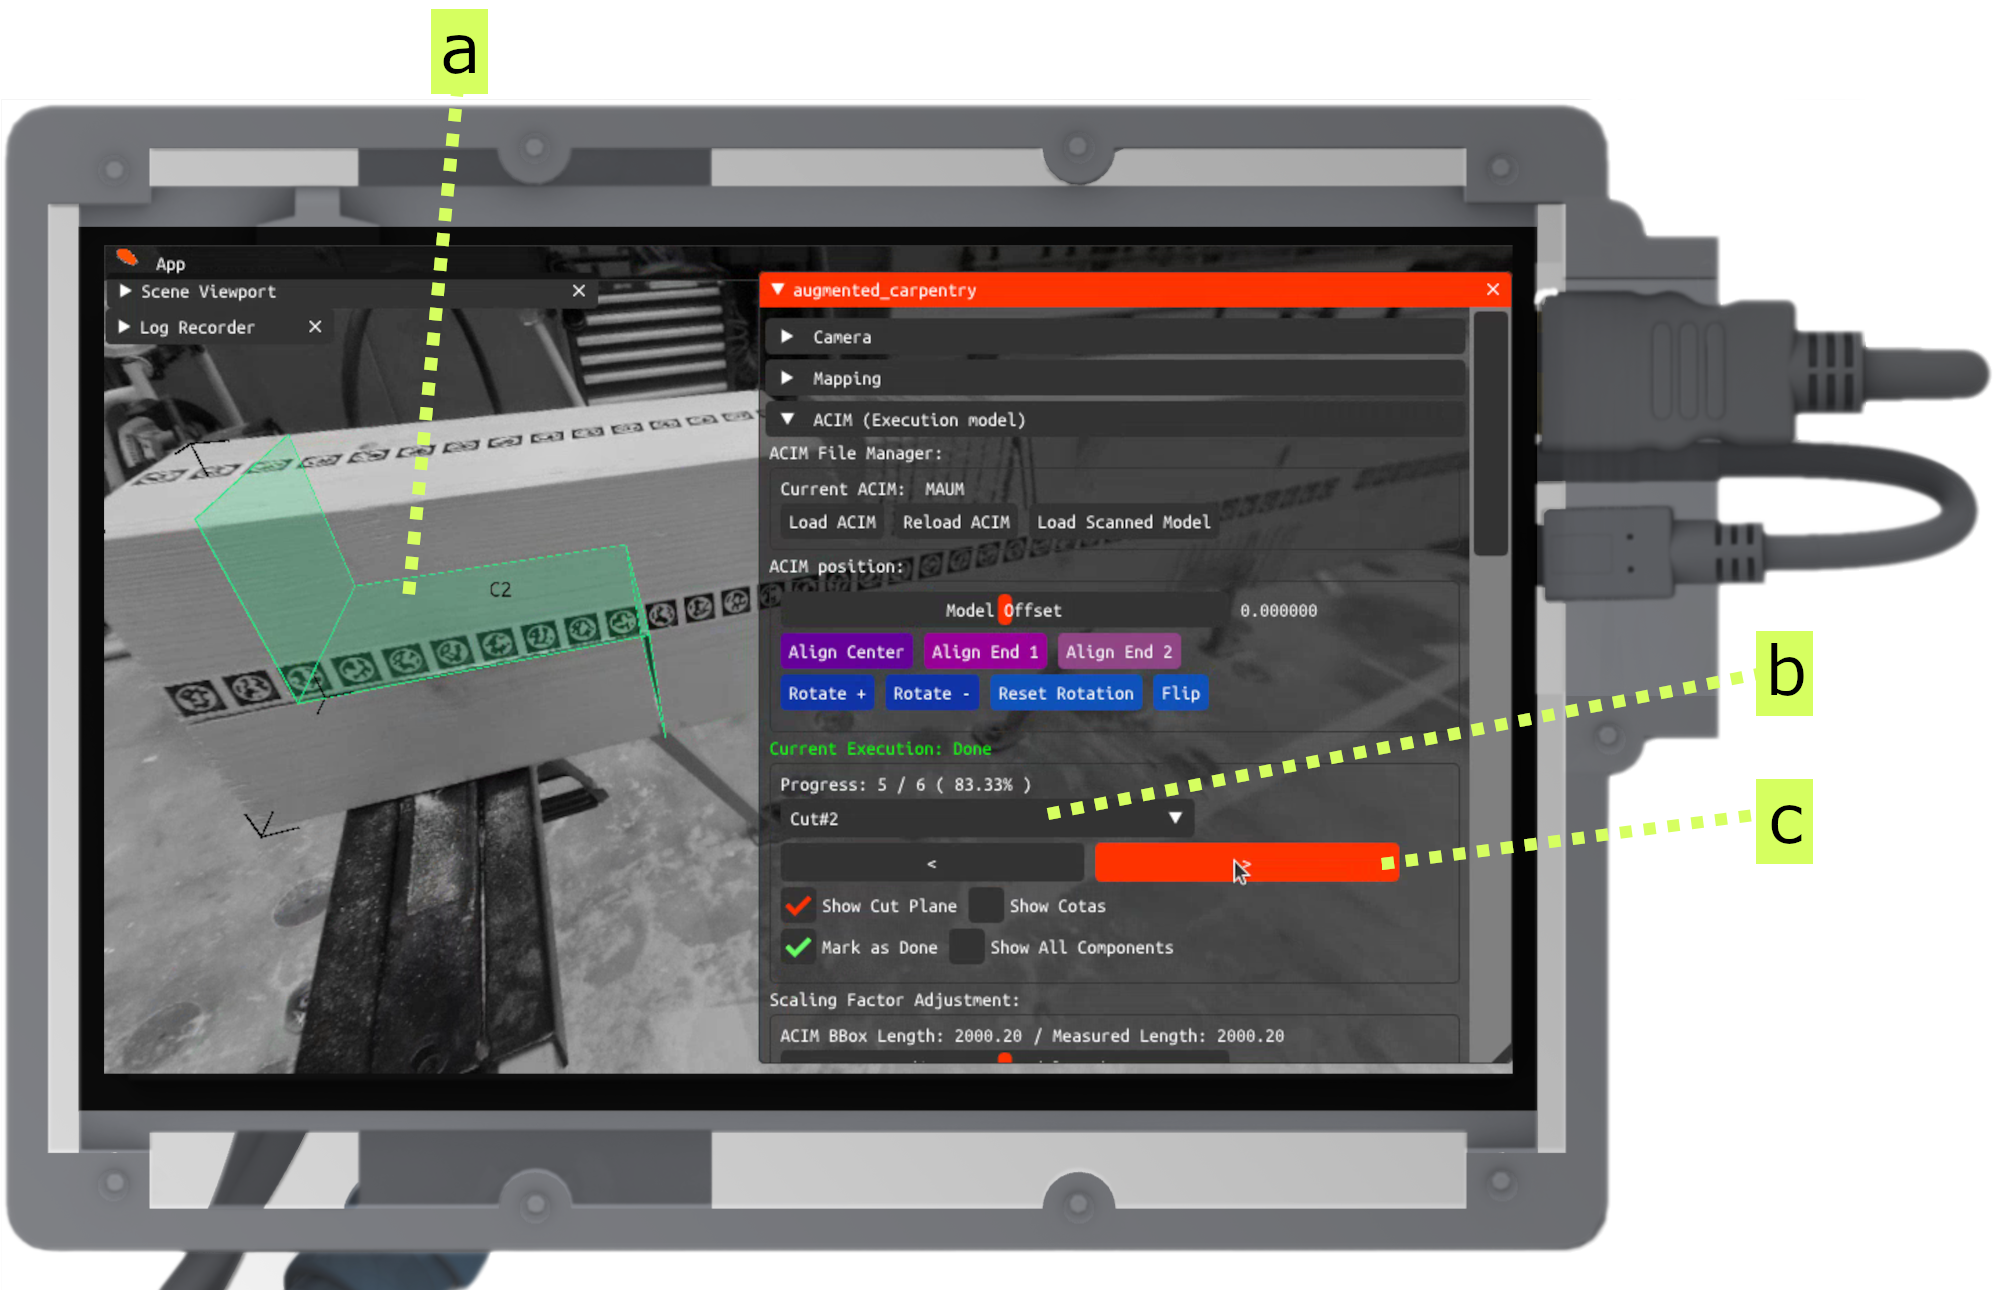 a
App
Scene Viewport
Log Recorder
augmented_carpentry
Camera
Mapping
ACIM (Execution model)
ACIM File Manager:
Current ACIM: MAUM
Load ACIM Reload ACIM Load Scanned Model
ACIM position:
Model Offset 0.000000
Align Center Align End 1 Align End 2
Rotate + Rotate - Reset Rotation Flip
C2
b
Current Execution: Done
Progress: 5 / 6 ( 83.33% )
Cut#2
c
< >
Show Cut Plane Show Cotas
Mark as Done Show All Components
Scaling Factor Adjustment:
ACIM BBox Length: 2000.20 / Measured Length: 2000.20